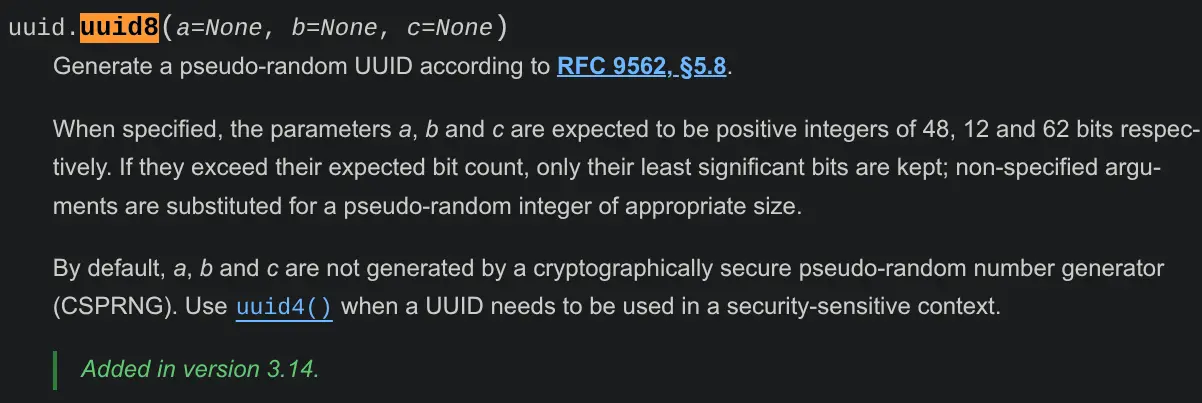 uuid.uuid8(a=None, b=None, c=None)
Generate a pseudo-random UUID according to RFC 9562, §5.8.
When specified, the parameters a, b and c are expected to be positive integers of 48, 12 and 62 bits respec-
tively. If they exceed their expected bit count, only their least significant bits are kept; non-specified argu-
ments are substituted for a pseudo-random integer of appropriate size.
By default, a, b and c are not generated by a cryptographically secure pseudo-random number generator
(CSPRNG). Use uuid4() when a UUID needs to be used in a security-sensitive context.
Added in version 3.14.